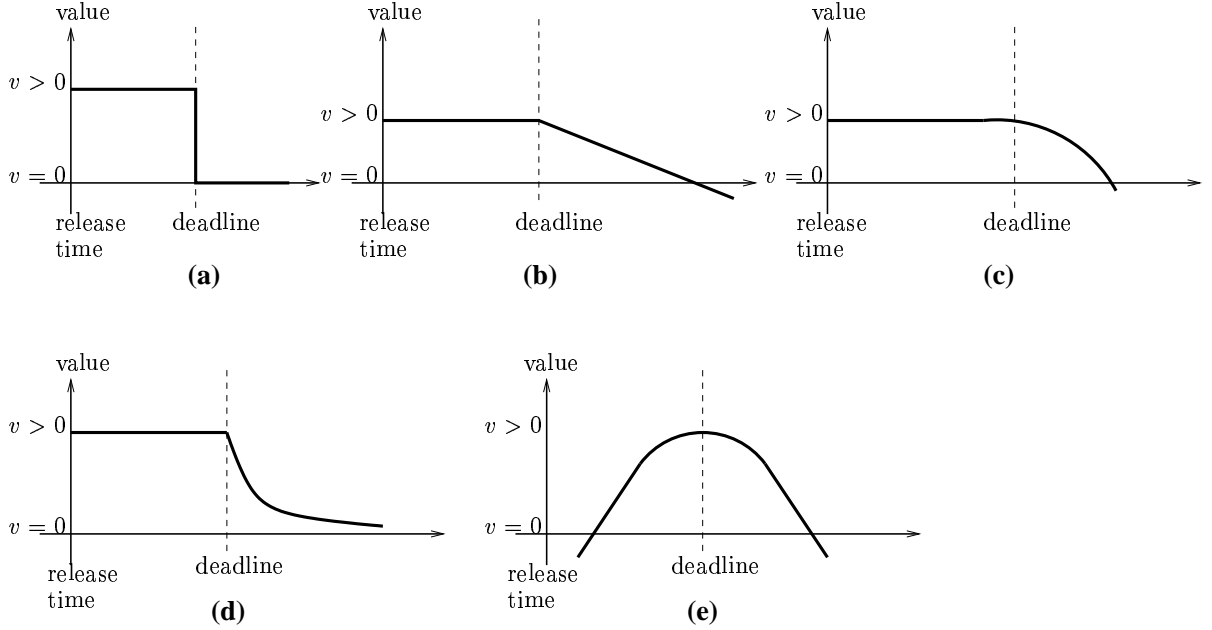 value
v > 0
v = 0
release
time
deadline
(a)
value
v > 0
v = 0
release
time
deadline
(b)
value
v > 0
v = 0
release
time
deadline
(c)
value
v > 0
v = 0
release
time
deadline
(d)
value
v > 0
v = 0
release
time
deadline
(e)